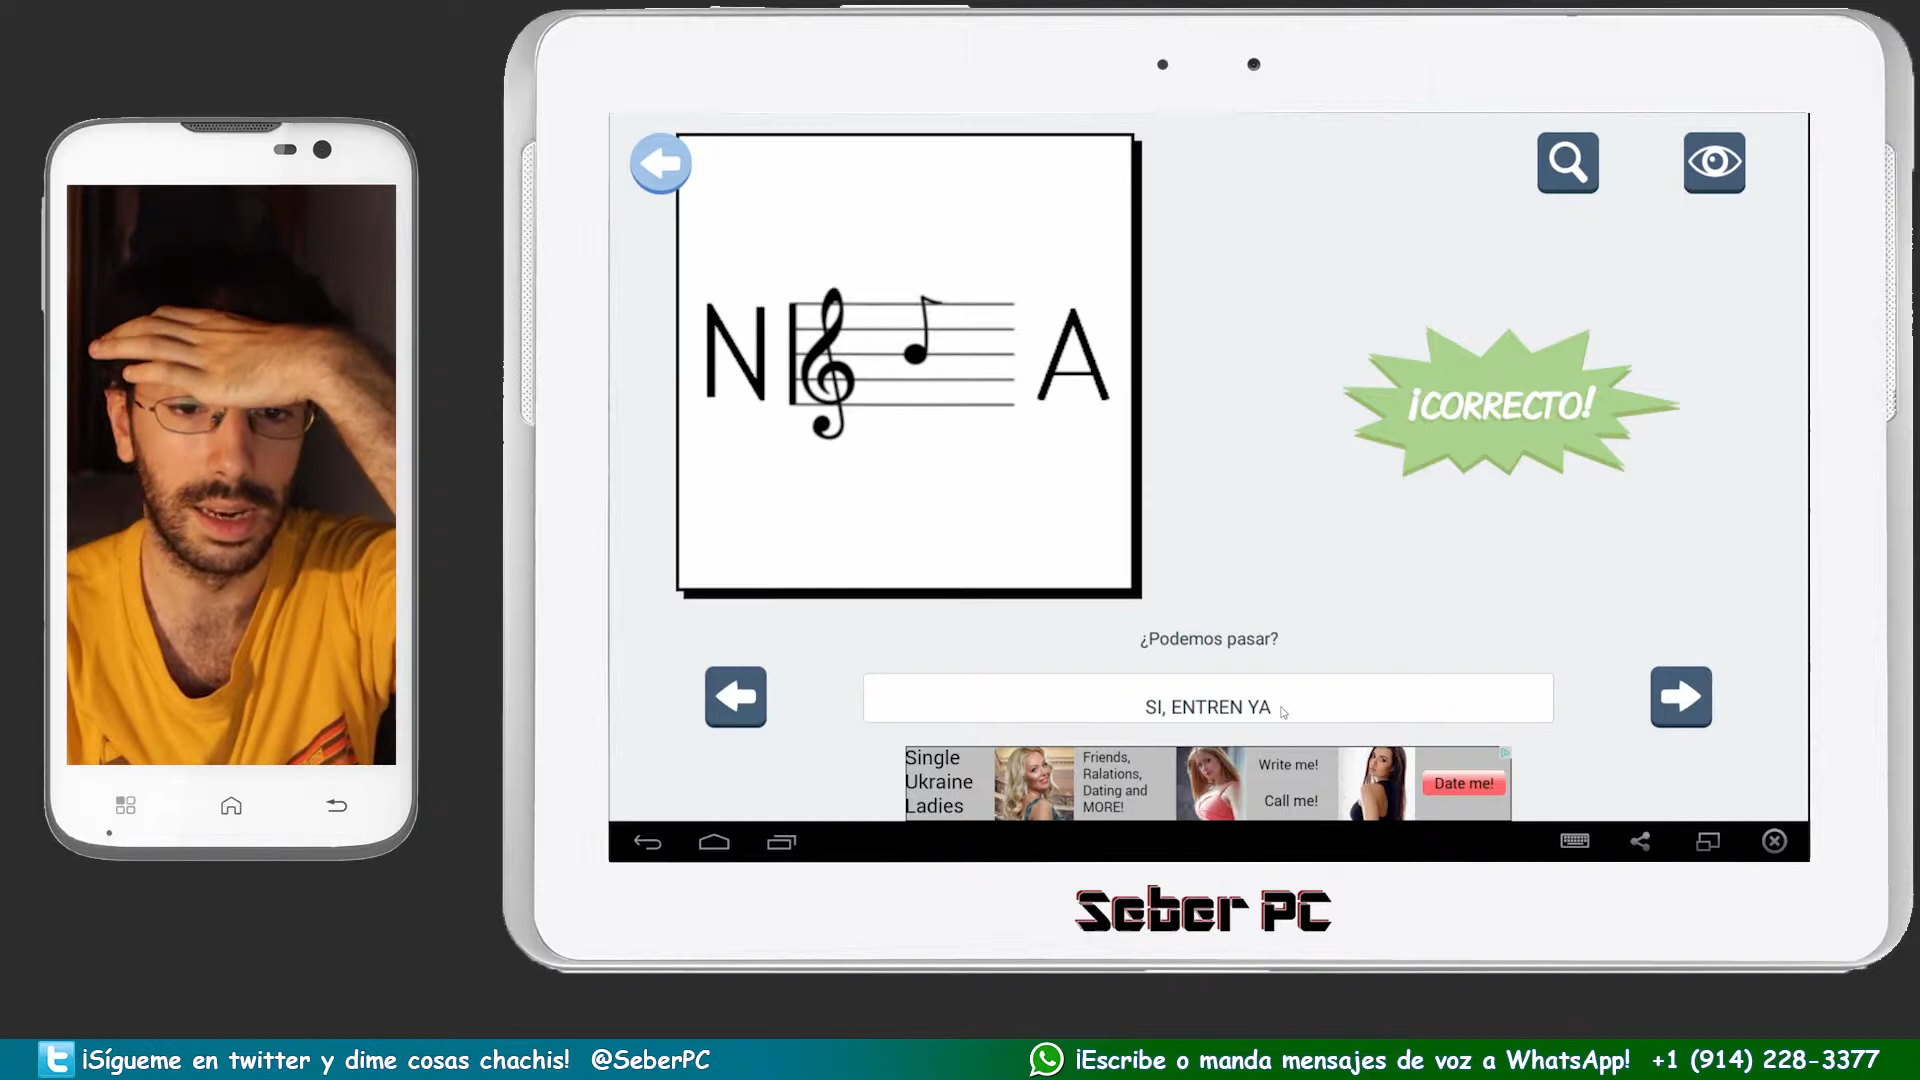 N A
¡CORRECTO!
¿Podemos pasar?
SI, ENTREN YA
Single
Ukraine
Ladies
Friends,
Ralations,
Dating and
MORE!
Write me!
Call me!
Date me!
Seber PC
¡Sígueme en twitter y dime cosas chachis! @SeberPC
¡Escribe o manda mensajes de voz a WhatsApp! +1 (914) 228-3377